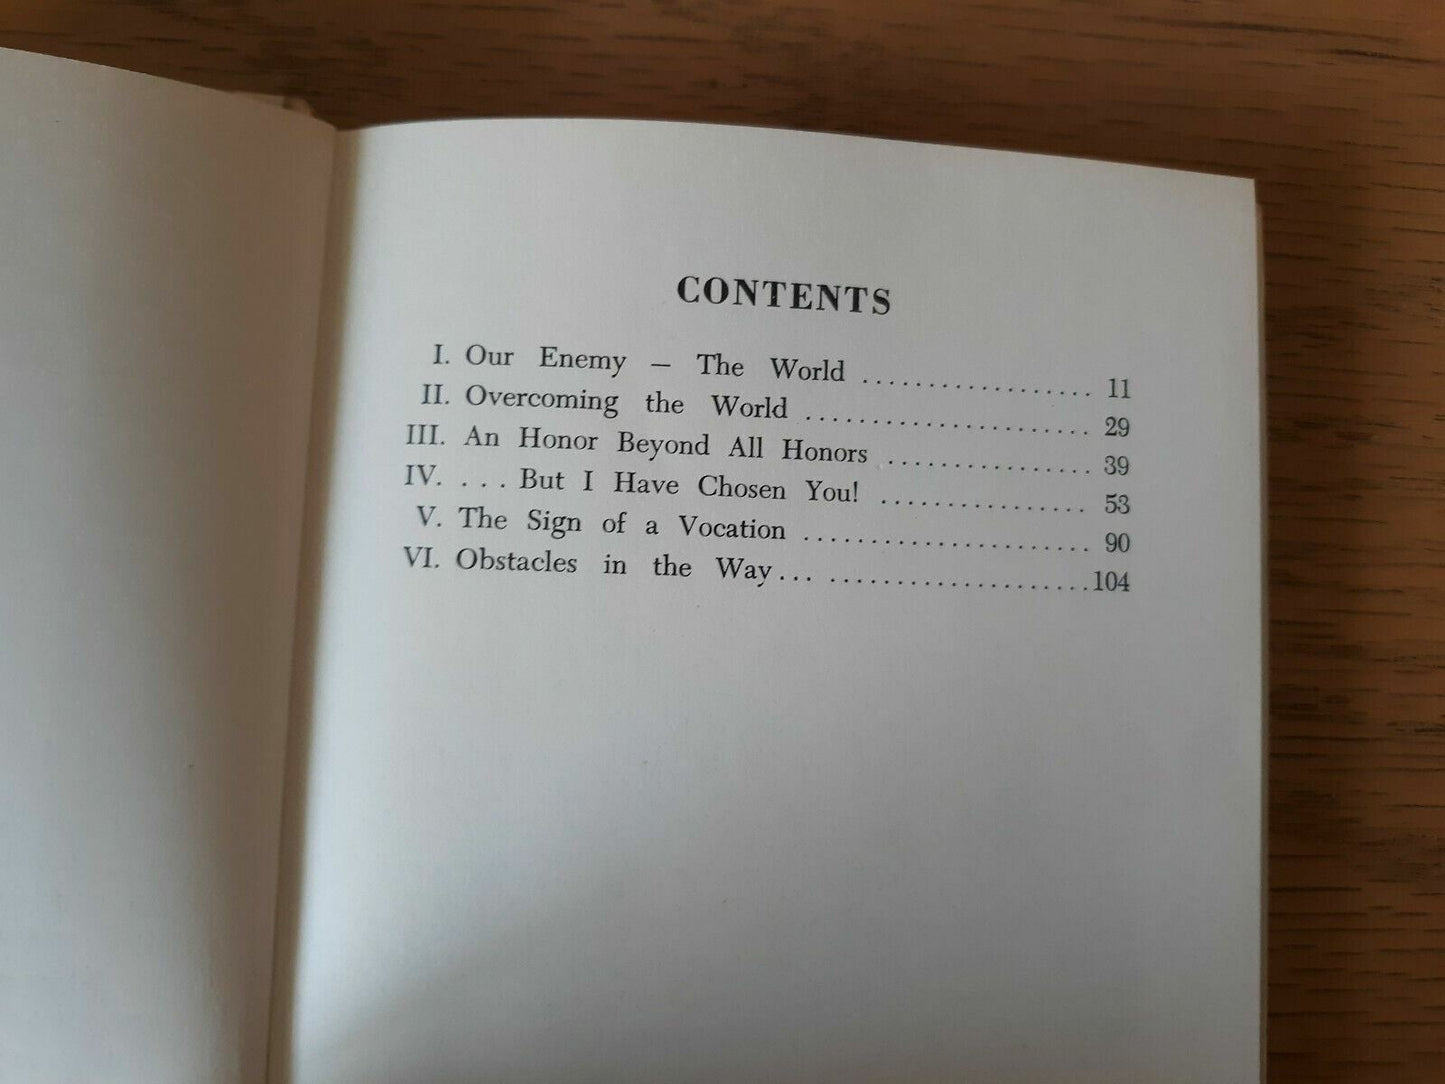 CONTENTS
I. Our Enemy — The World .................. 11
II. Overcoming the World ...................... 29
III. An Honor Beyond All Honors ................ 39
IV. ... But I Have Chosen You! ................ 53
V. The Sign of a Vocation ...................... 90
VI. Obstacles in the Way... ....................104